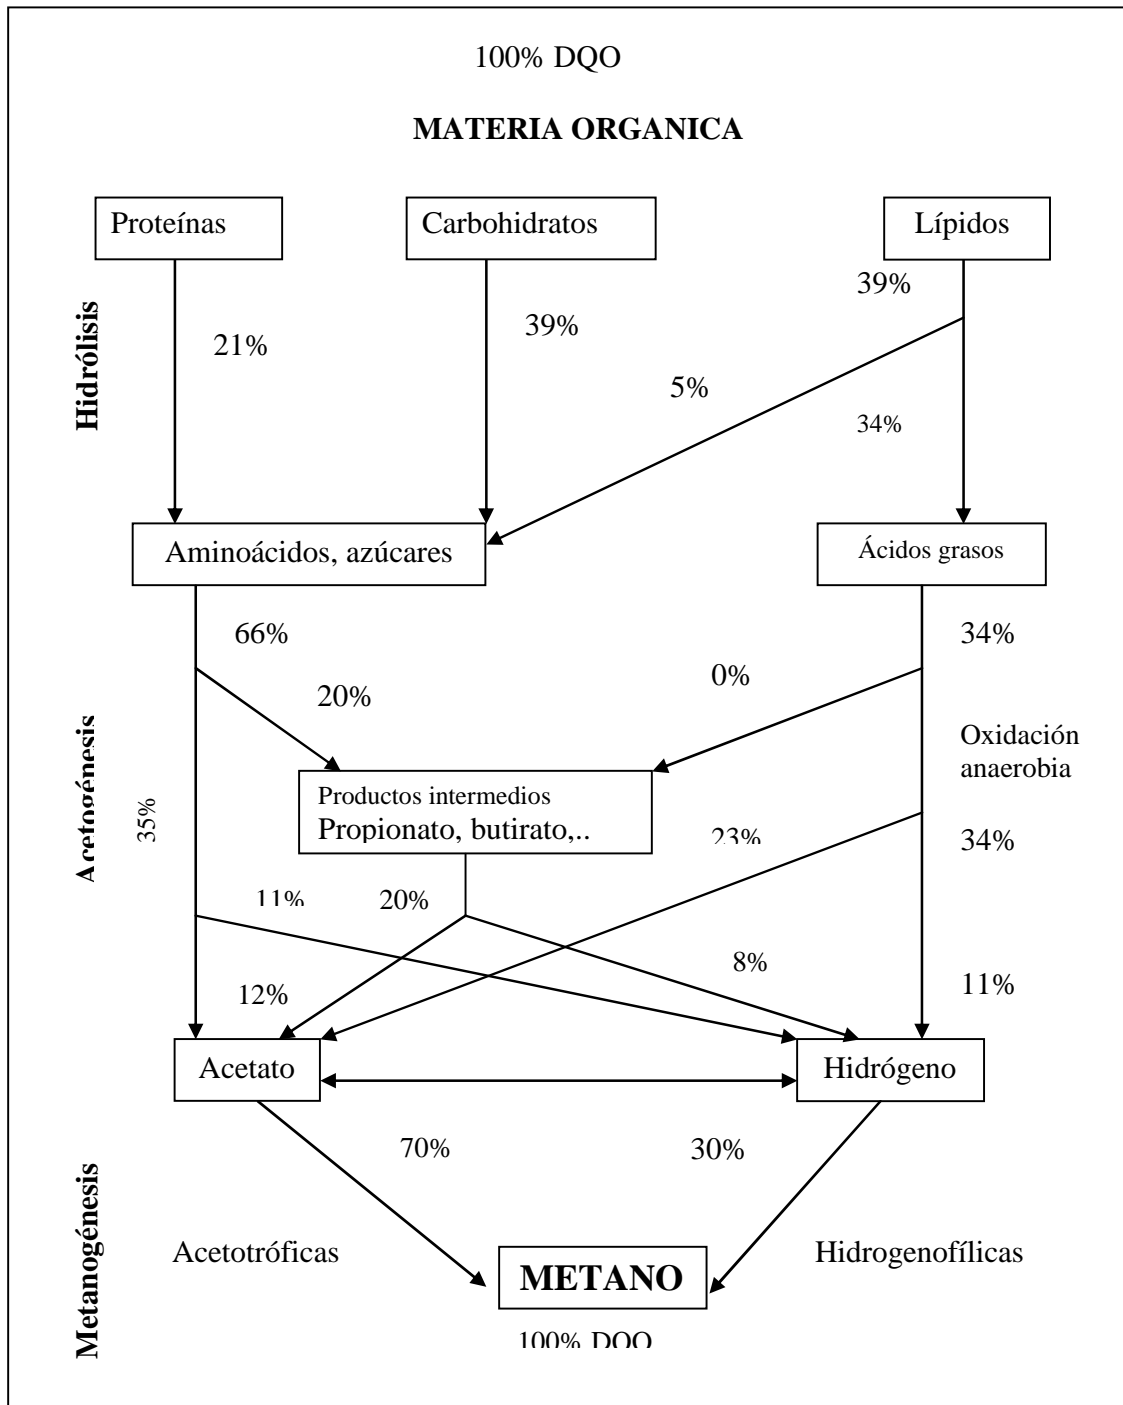 100% DQO
MATERIA ORGANICA
Proteínas
Carbohidratos
Lípidos
39%
Hidrólisis
21%
39%
5%
34%
Aminoácidos, azúcares
Ácidos grasos
66%
34%
20%
0%
Acetogénesis
Oxidación
anaerobia
Productos intermedios
Propionato, butirato,..
35%
23%
34%
11%
20%
12%
8%
11%
Acetato
Hidrógeno
70%
30%
Metanogénesis
Acetotróficas
Hidrogenofílicas
METANO
100% DQO